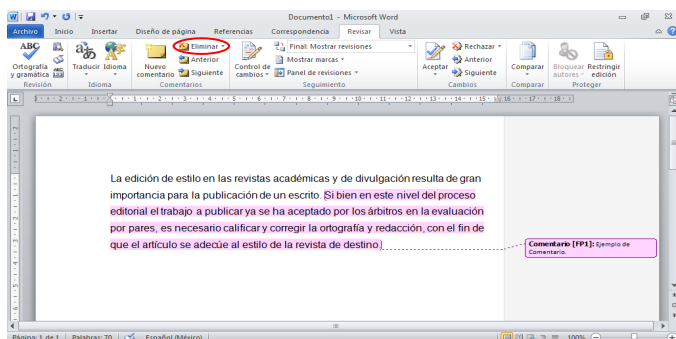 Documento1 - Microsoft Word
Archivo Inicio Insertar Diseño de página Referencias Correspondencia Revisar Vista
ABC Ortografía y gramática
Traducir Idioma
Nuevo comentario
Eliminar
Anterior
Siguiente
Control de cambios
Final: Mostrar revisiones
Mostrar marcas
Panel de revisiones
Aceptar
Rechazar
Anterior
Siguiente
Comparar
Bloquear autores
Restringir edición
Revisión Idioma Comentarios Seguimiento Cambios Comparar Proteger
La edición de estilo en las revistas académicas y de divulgación resulta de gran
importancia para la publicación de un escrito. Si bien en este nivel del proceso
editorial el trabajo a publicar ya se ha aceptado por los árbitros en la evaluación
por pares, es necesario calificar y corregir la ortografía y redacción, con el fin de
que el artículo se adecúe al estilo de la revista de destino.
Comentario [FP1]: Ejemplo de
Comentario.
Página: 1 de 1 Palabras: 70 Español (México) 100%